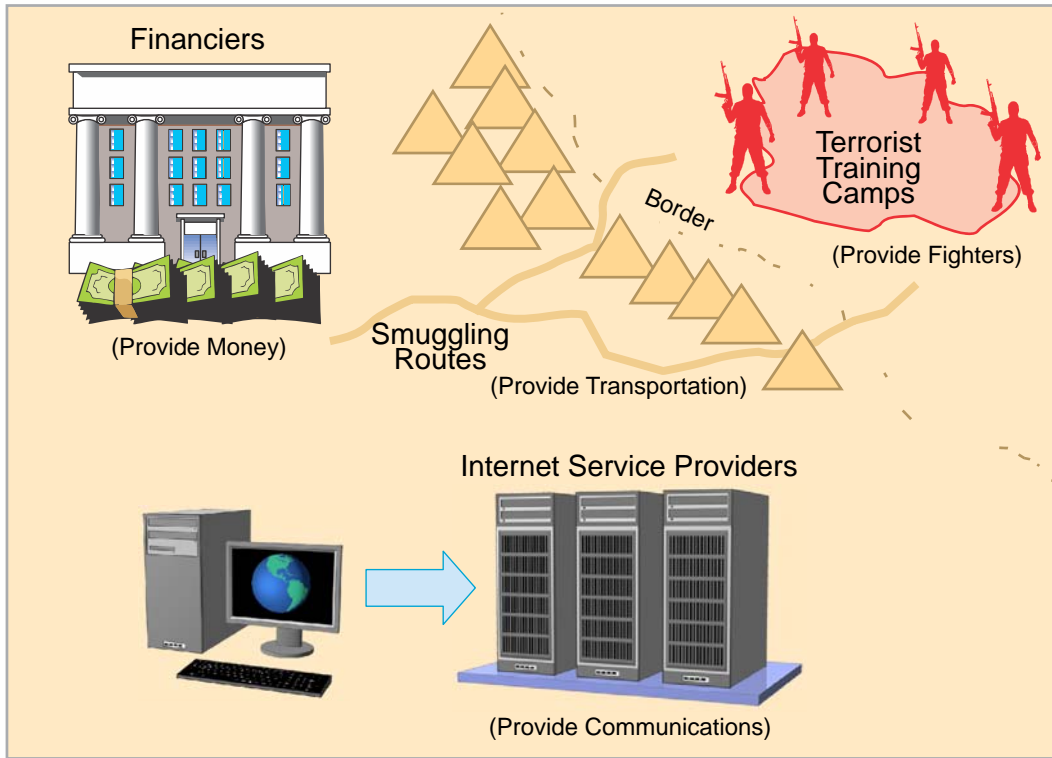 Financiers
(Provide Money)
Border
Terrorist
Training
Camps
(Provide Fighters)
Smuggling
Routes
(Provide Transportation)
Internet Service Providers
(Provide Communications)